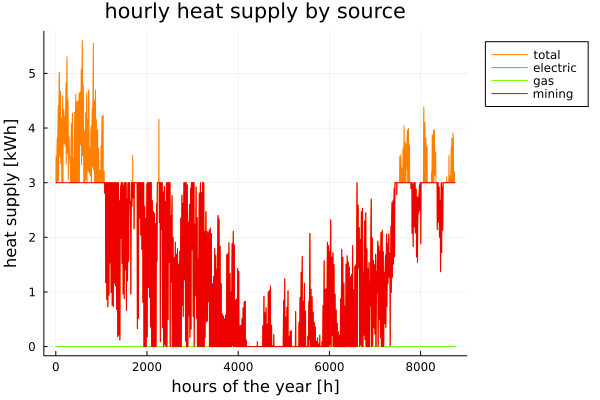 hourly heat supply by source
total
electric
gas
mining
heat supply [kWh]
5
4
3
2
1
0
0 2000 4000 6000 8000
hours of the year [h]